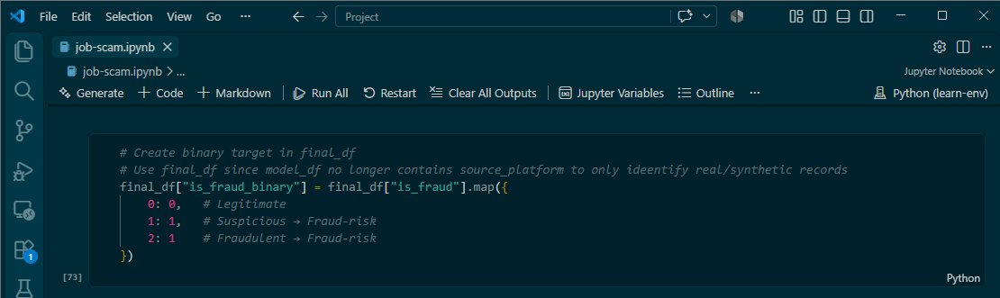 File Edit Selection View Go ··· Project
job-scam.ipynb
job-scam.ipynb > ...
Jupyter Notebook
Generate + Code + Markdown Run All Restart Clear All Outputs Jupyter Variables Outline ··· Python (learn-env)
# Create binary target in final_df
# Use final_df since model_df no longer contains source_platform to only ideentify real/synthetic records
final_df["is_fraud_binary"] = final_df["is_fraud"].map({
0: 0, # Legitimate
1: 1, # Suspicious → Fraud-risk
2: 1 # Fraudulent → Fraud-risk
})
[73] Python
1